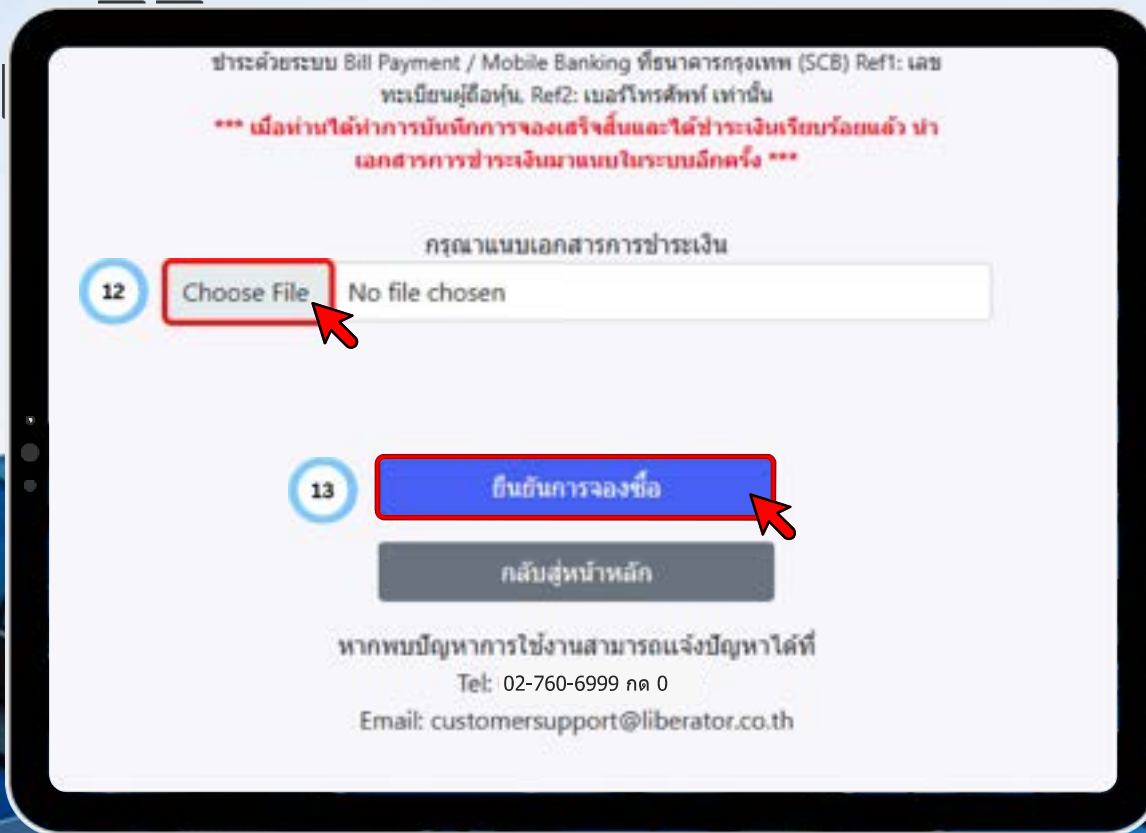 ชำระด้วยระบบ Bill Payment / Mobile Banking ที่ธนาคารกรุงเทพ (SCB) Ref1: เลข
ทะเบียนผู้ถือหุ้น, Ref2: เบอร์โทรศัพท์ เท่านั้น
*** เมื่อท่านได้ทำการบันทึกการจองเสร็จสิ้นและได้ชำระเงินเรียบร้อยแล้ว นำ
เอกสารการชำระเงินมาแนบในระบบอีกครั้ง ***
กรุณาแนบเอกสารการชำระเงิน
12 Choose File No file chosen
13 ยืนยันการจองซื้อ
กลับสู่หน้าหลัก
หากพบปัญหาการใช้งานสามารถแจ้งปัญหาได้ที่
Tel: 02-760-6999 กด 0
Email: customersupport@liberator.co.th